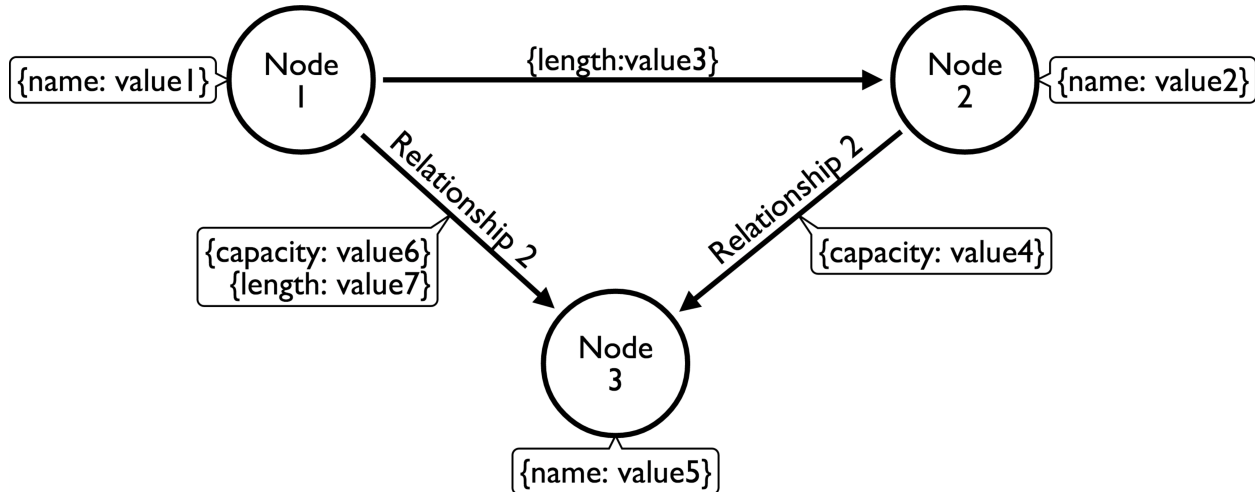 Node
1
{name: value1}
{length:value3}
Node
2
{name: value2}
Relationship 2
{capacity: value6}
{length: value7}
Relationship 2
{capacity: value4}
Node
3
{name: value5}